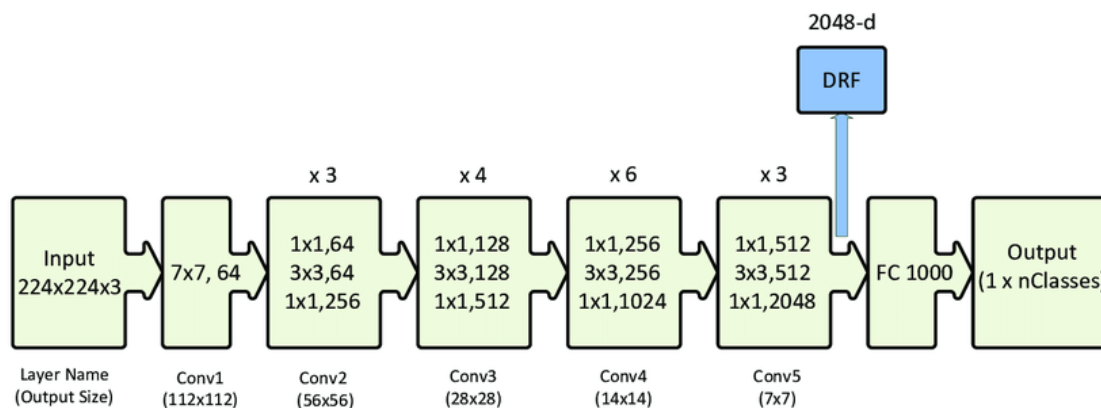 2048-d
DRF
x 3
x 4
x 6
x 3
Input
224x224x3
7x7, 64
1x1,64
3x3,64
1x1,256
1x1,128
3x3,128
1x1,512
1x1,256
3x3,256
1x1,1024
1x1,512
3x3,512
1x1,2048
FC 1000
Output
(1 x nClasses)
Layer Name
(Output Size)
Conv1
(112x112)
Conv2
(56x56)
Conv3
(28x28)
Conv4
(14x14)
Conv5
(7x7)